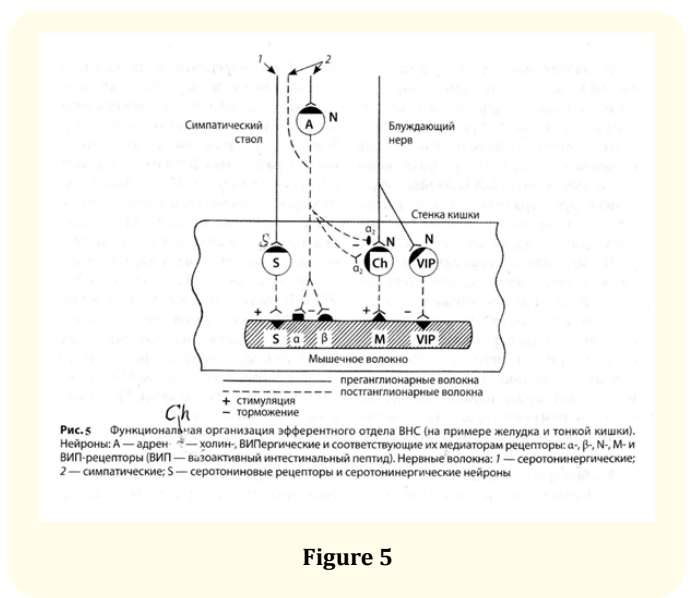 1 2
A N
Симпатический
ствол
Блуждающий
нерв
Стенка кишки
α₂
S – N N
S α₂ Ch VIP
+ – + –
S α β M VIP
Мышечное волокно
преганглионарные волокна
постганглионарные волокна
+ стимуляция
– торможение
Ch
Рис. 5 Функциональная организация эфферентного отдела ВНС (на примере желудка и тонкой кишки).
Нейроны: А — адрен — холин-, ВИПергические и соответствующие их медиаторам рецепторы: α-, β-, N-, M- и
ВИП-рецепторы (ВИП — вазоактивный интестинальный пептид). Нервные волокна: 1 — серотонинергические;
2 — симпатические; S — серотониновые рецепторы и серотонинергические нейроны
Figure 5